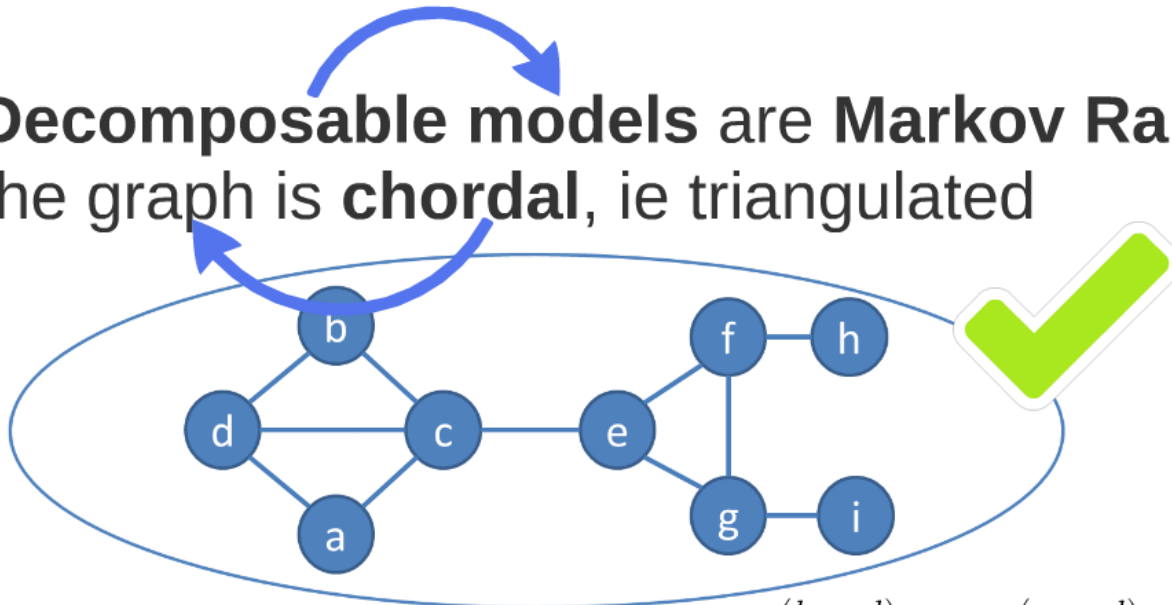 Decomposable models are Markov Ra
he graph is chordal, ie triangulated
b
f h
d c e
g i
a